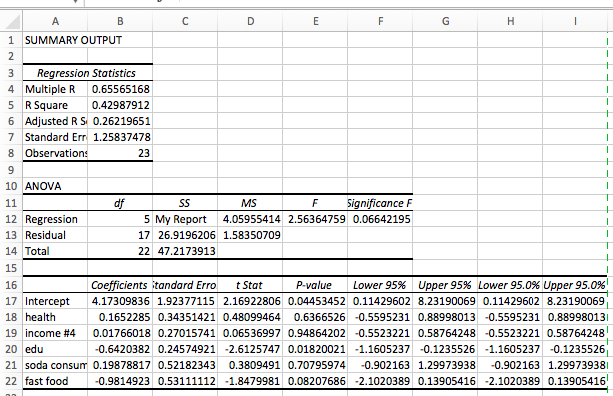 A B C D E F G H I
1 SUMMARY OUTPUT
2
3 Regression Statistics
4 Multiple R 0.65565168
5 R Square 0.42987912
6 Adjusted R S 0.26219651
7 Standard Err 1.25837478
8 Observations 23
9
10 ANOVA
11 df SS MS F Significance F
12 Regression 5 My Report 4.05955414 2.56364759 0.06642195
13 Residual 17 26.9196206 1.58350709
14 Total 22 47.2173913
15
16 Coefficients tandard Erro t Stat P-value Lower 95% Upper 95% Lower 95.0% Upper 95.0%
17 Intercept 4.17309836 1.92377115 2.16922806 0.04453452 0.11429602 8.23190069 0.11429602 8.23190069
18 health 0.1652285 0.34351421 0.48099464 0.6366526 -0.5595231 0.88998013 -0.5595231 0.88998013
19 income #4 0.01766018 0.27015741 0.06536997 0.94864202 -0.5523221 0.58764248 -0.5523221 0.58764248
20 edu -0.6420382 0.24574921 -2.6125747 0.01820021 -1.1605237 -0.1235526 -1.1605237 -0.1235526
21 soda consum 0.19878817 0.52182343 0.3809491 0.70795974 -0.902163 1.29973938 -0.902163 1.29973938
22 fast food -0.9814923 0.53111112 -1.8479981 0.08207686 -2.1020389 0.13905416 -2.1020389 0.13905416